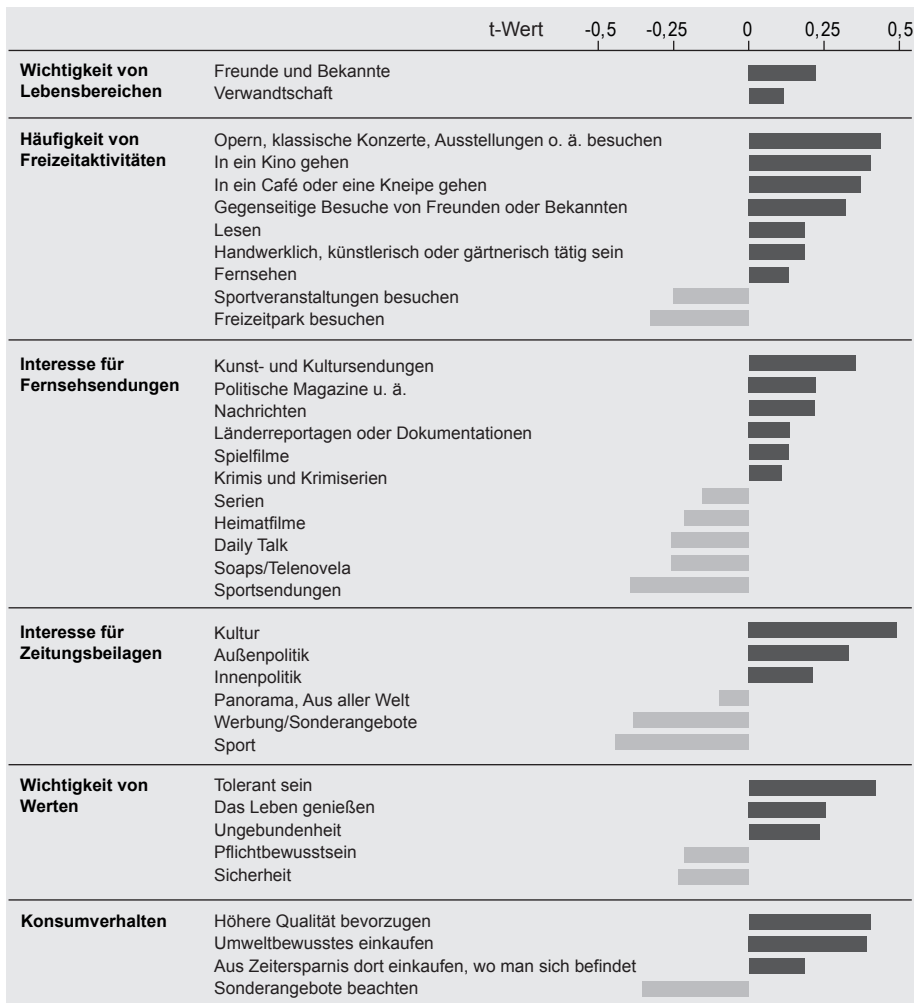 t-Wert -0,5 -0,25 0 0,25 0,5
Wichtigkeit von Lebensbereichen
Freunde und Bekannte
Verwandtschaft
Häufigkeit von Freizeitaktivitäten
Opern, klassische Konzerte, Ausstellungen o. ä. besuchen
In ein Kino gehen
In ein Café oder eine Kneipe gehen
Gegenseitige Besuche von Freunden oder Bekannten
Lesen
Handwerklich, künstlerisch oder gärtnerisch tätig sein
Fernsehen
Sportveranstaltungen besuchen
Freizeitpark besuchen
Interesse für Fernsehsendungen
Kunst- und Kultursendungen
Politische Magazine u. ä.
Nachrichten
Länderreportagen oder Dokumentationen
Spielfilme
Krimis und Krimiserien
Serien
Heimatfilme
Daily Talk
Soaps/Telenovela
Sportsendungen
Interesse für Zeitungsbeilagen
Kultur
Außenpolitik
Innenpolitik
Panorama, Aus aller Welt
Werbung/Sonderangebote
Sport
Wichtigkeit von Werten
Tolerant sein
Das Leben genießen
Ungebundenheit
Pflichtbewusstsein
Sicherheit
Konsumverhalten
Höhere Qualität bevorzugen
Umweltbewusstes einkaufen
Aus Zeitersparnis dort einkaufen, wo man sich befindet
Sonderangebote beachten